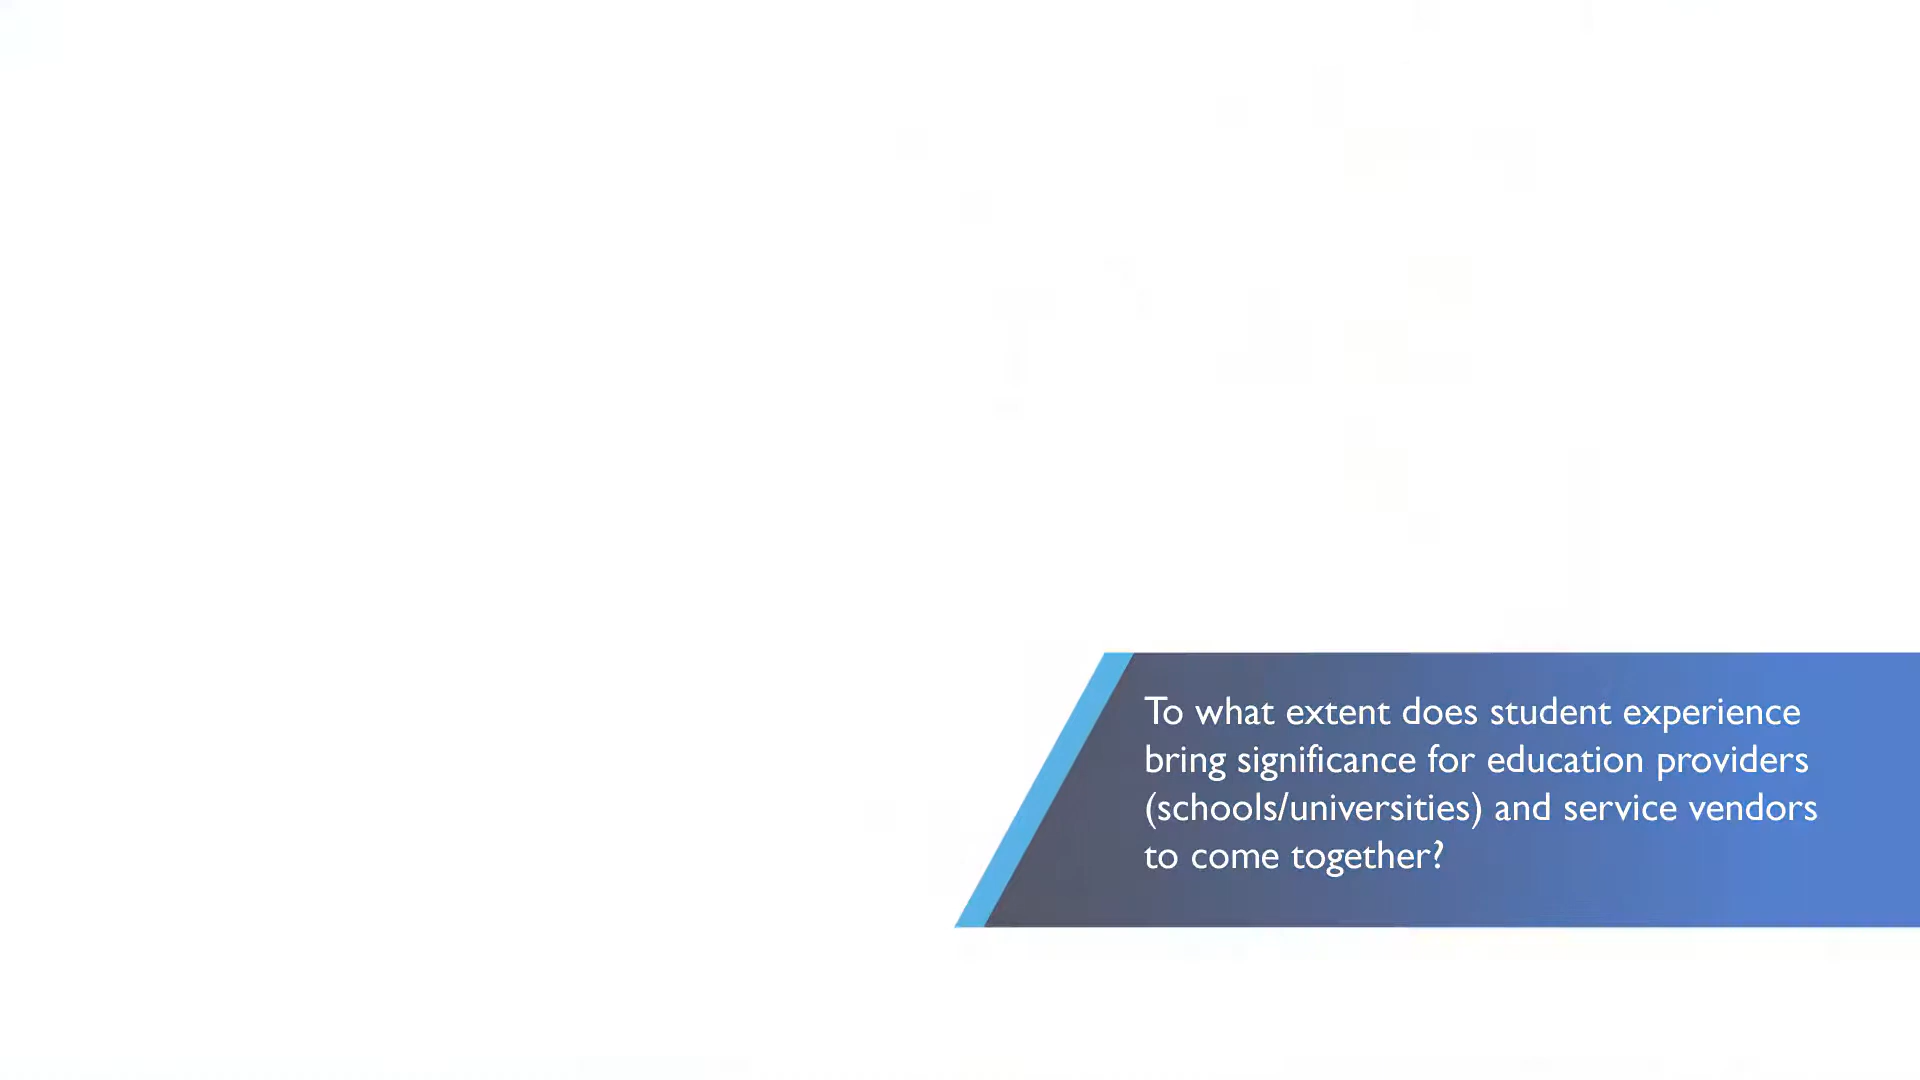 To what extent does student experience
bring significance for education providers
(schools/universities) and service vendors
to come together?